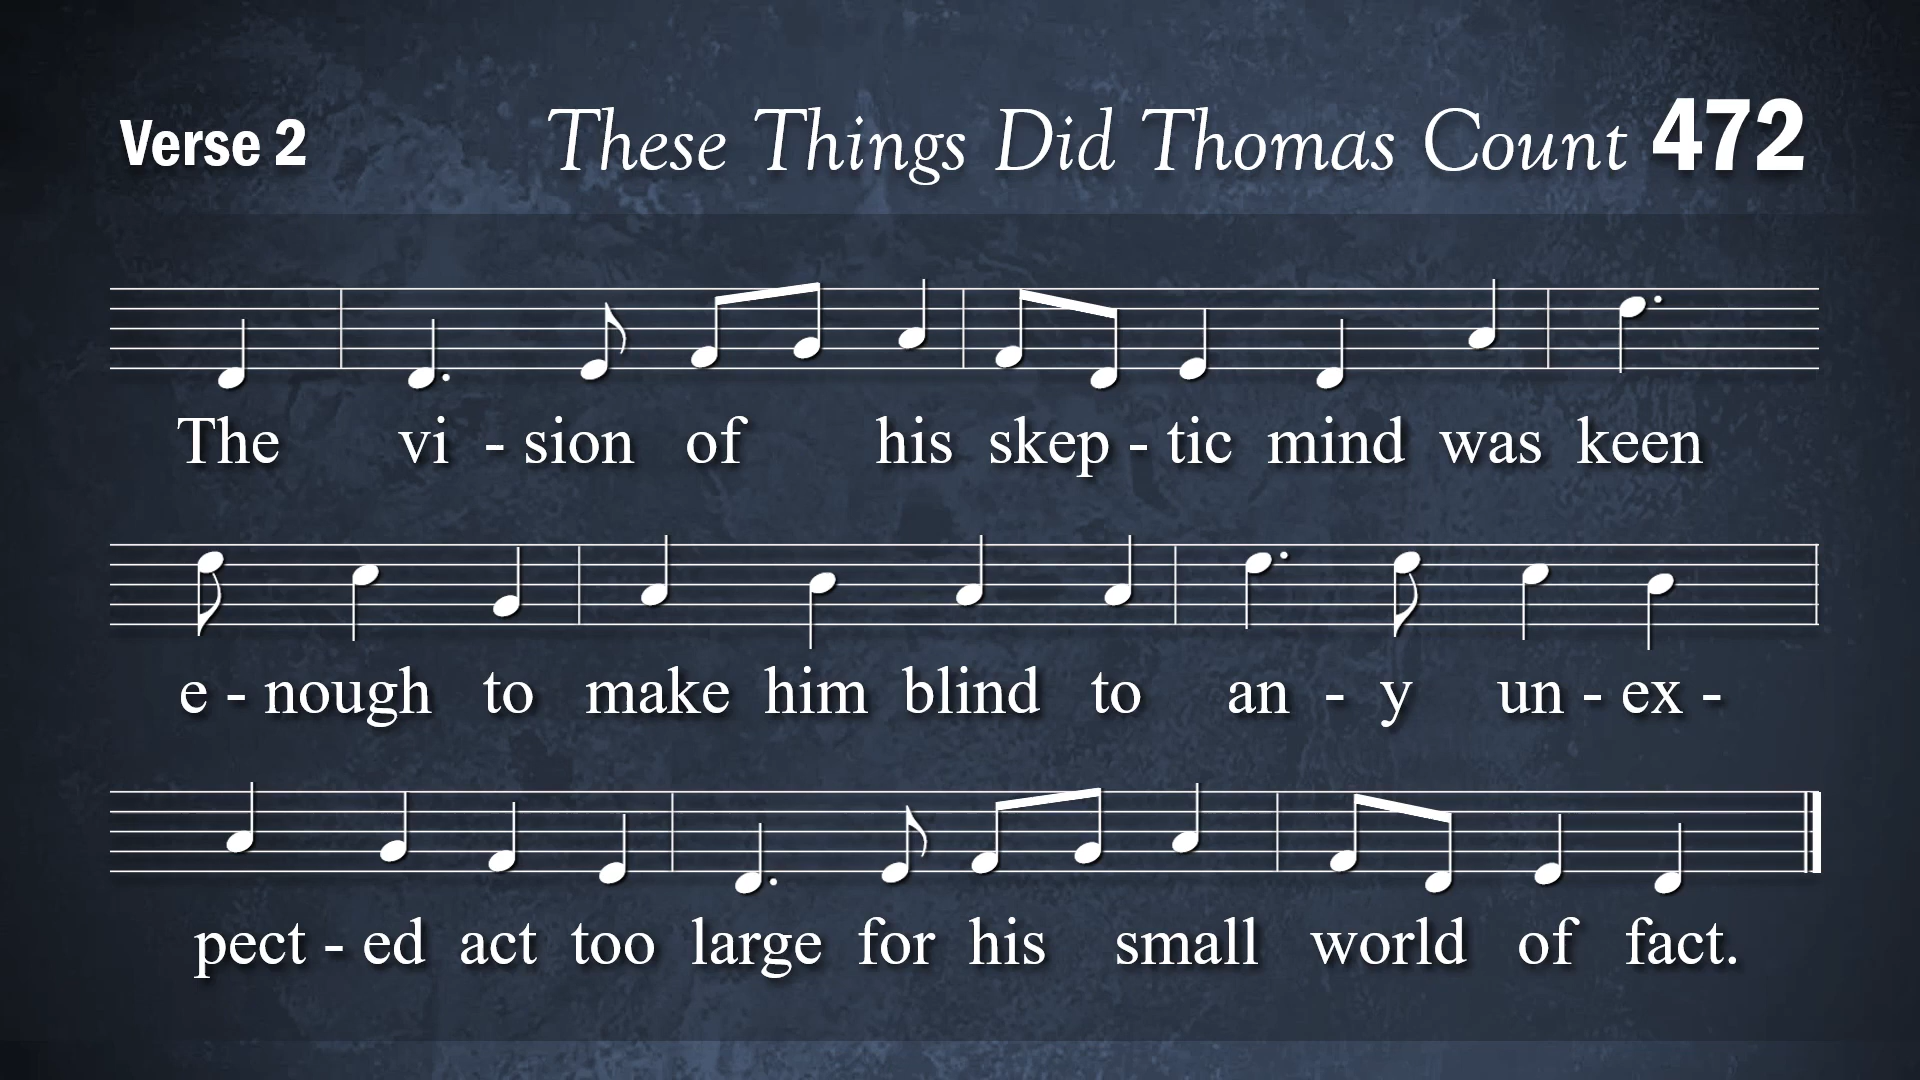 Verse 2 These Things Did Thomas Count 472
The vi - sion of his skep - tic mind was keen
e - nough to make him blind to an - y un - ex -
pect - ed act too large for his small world of fact.